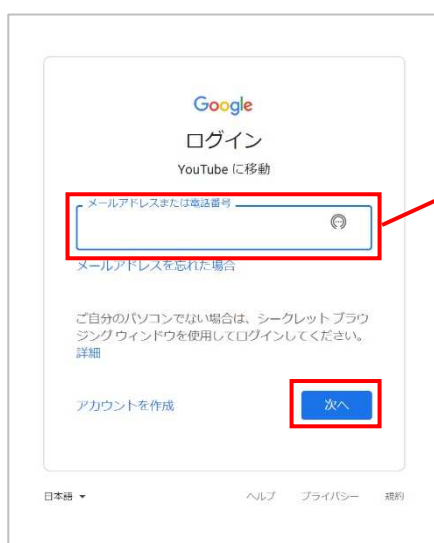 Google
ログイン
YouTube に移動
メールアドレスまたは電話番号
メールアドレスを忘れた場合
ご自分のパソコンでない場合は、シークレット ブラウ
ジング ウィンドウを使用してログインしてください。
詳細
アカウントを作成
次へ
日本語
ヘルプ
プライバシー
規約